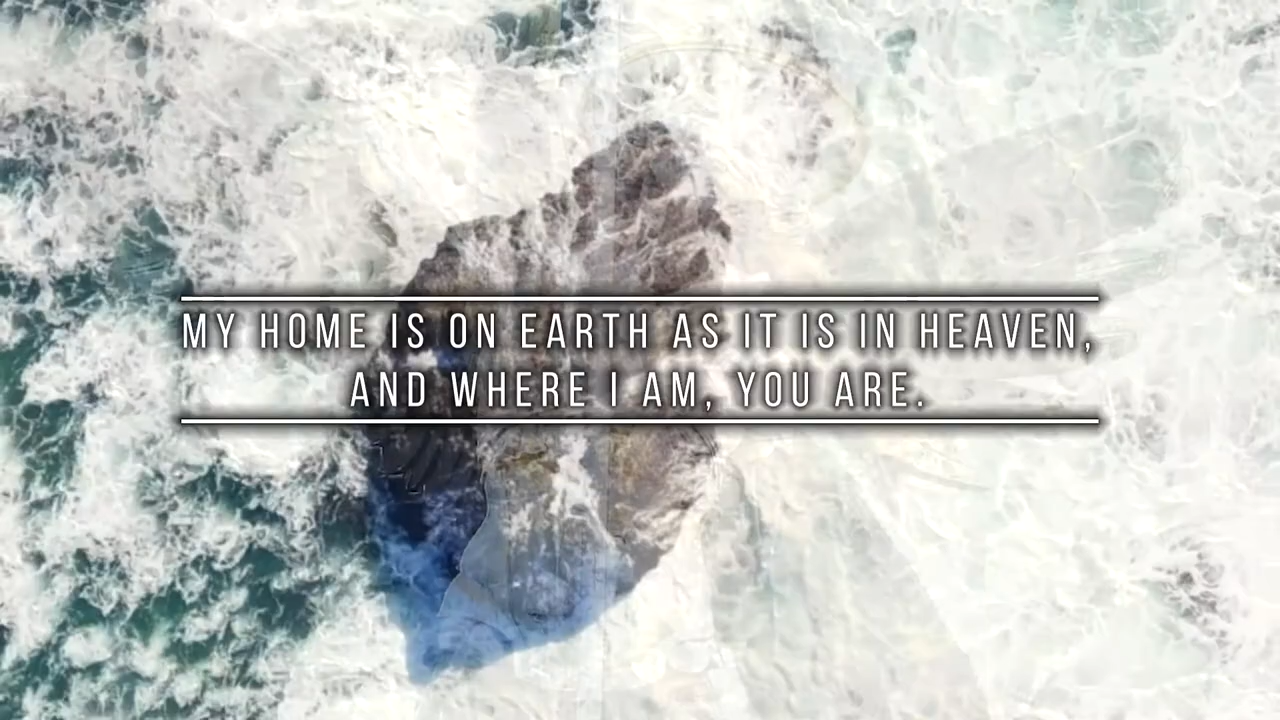 MY HOME IS ON EARTH AS IT IS IN HEAVEN,
AND WHERE I AM, YOU ARE.